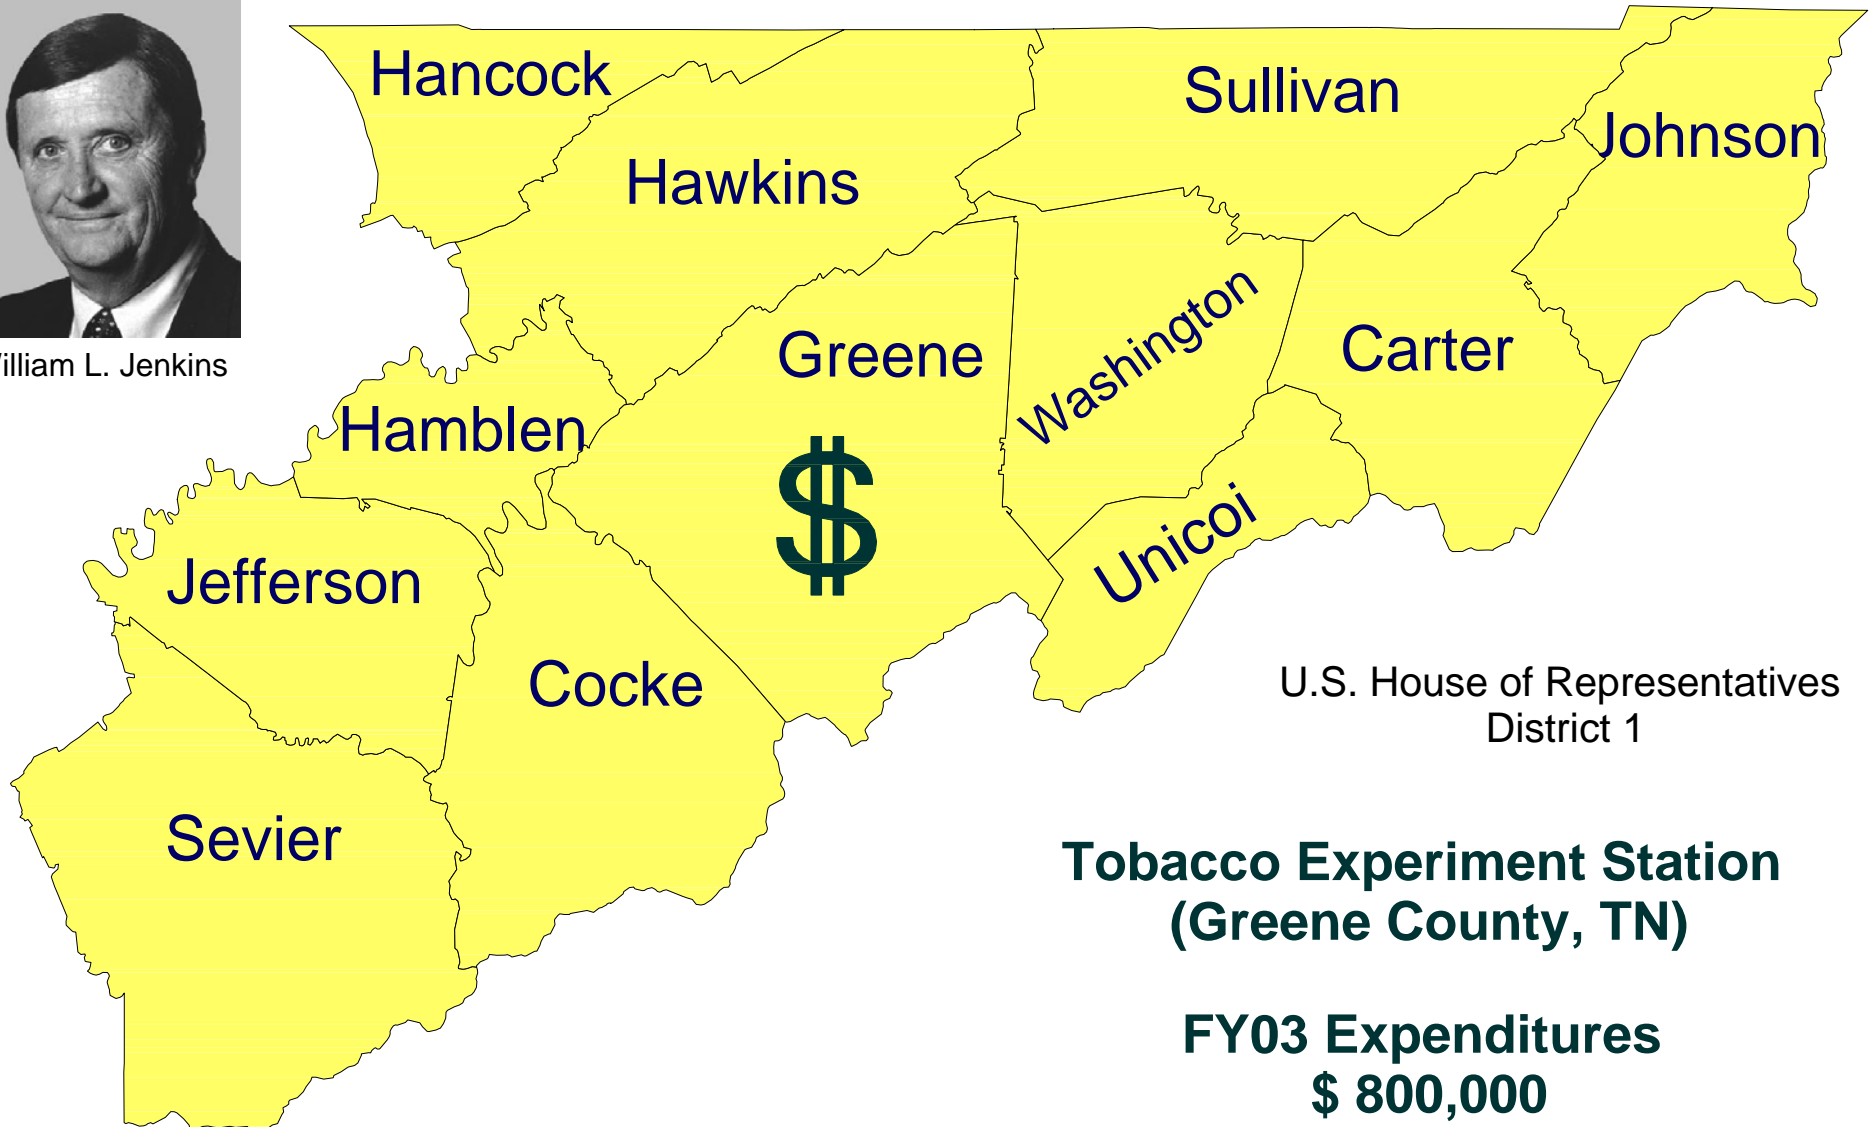 Hancock
Sullivan
Johnson
Hawkins
Washington
Greene
Carter
William L. Jenkins
Hamblen
$
Unicoi
Jefferson
Cocke
U.S. House of Representatives
District 1
Sevier
Tobacco Experiment Station
(Greene County, TN)
FY03 Expenditures
$ 800,000